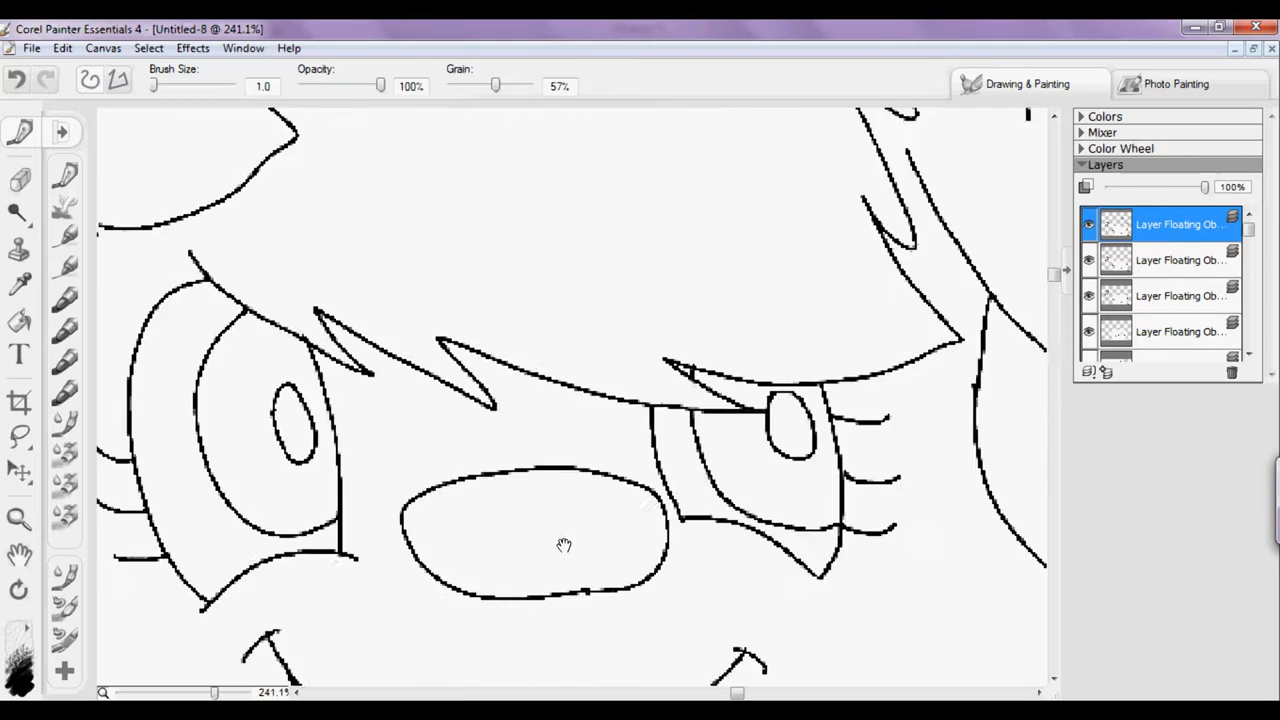 Corel Painter Essentials 4 - [Untitled-8 @ 241.1%]
File Edit Canvas Select Effects Window Help
Brush Size: 1.0 Opacity: 100% Grain: 57%
Drawing & Painting Photo Painting
Colors
Mixer
Color Wheel
Layers
100%
Layer Floating Ob...
Layer Floating Ob...
Layer Floating Ob...
Layer Floating Ob...
T
241.1%